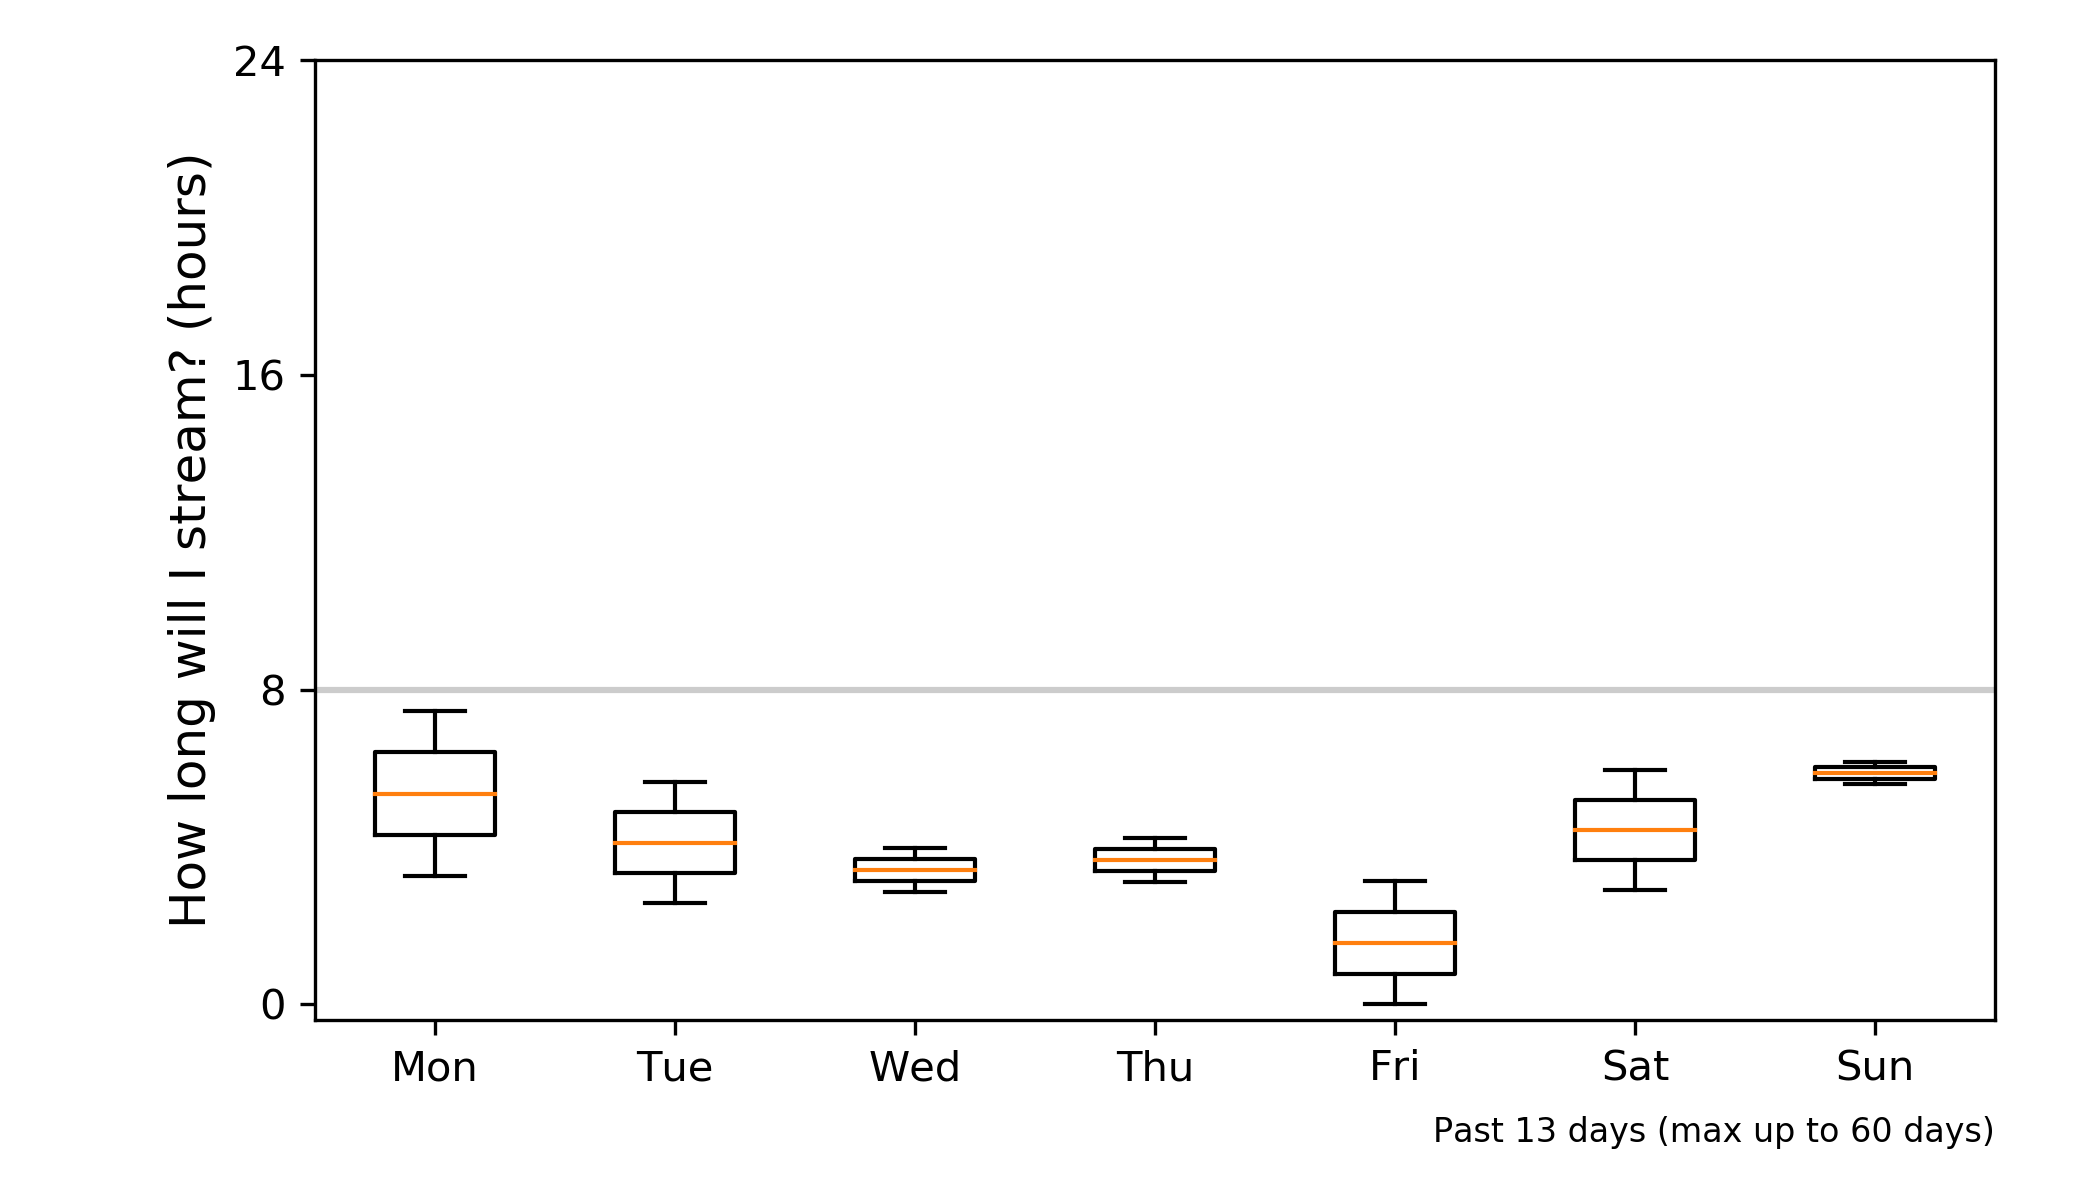 How long will I stream? (hours)
24
16
8
0
Mon Tue Wed Thu Fri Sat Sun
Past 13 days (max up to 60 days)